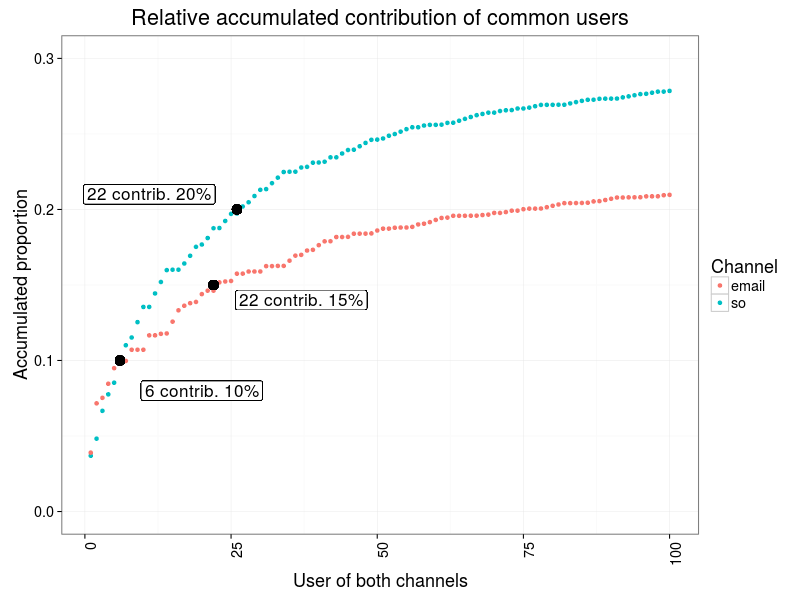 Relative accumulated contribution of common users
Accumulated proportion
0.3
0.2
0.1
0.0
22 contrib. 20%
22 contrib. 15%
6 contrib. 10%
0
25
50
75
100
User of both channels
Channel
email
so